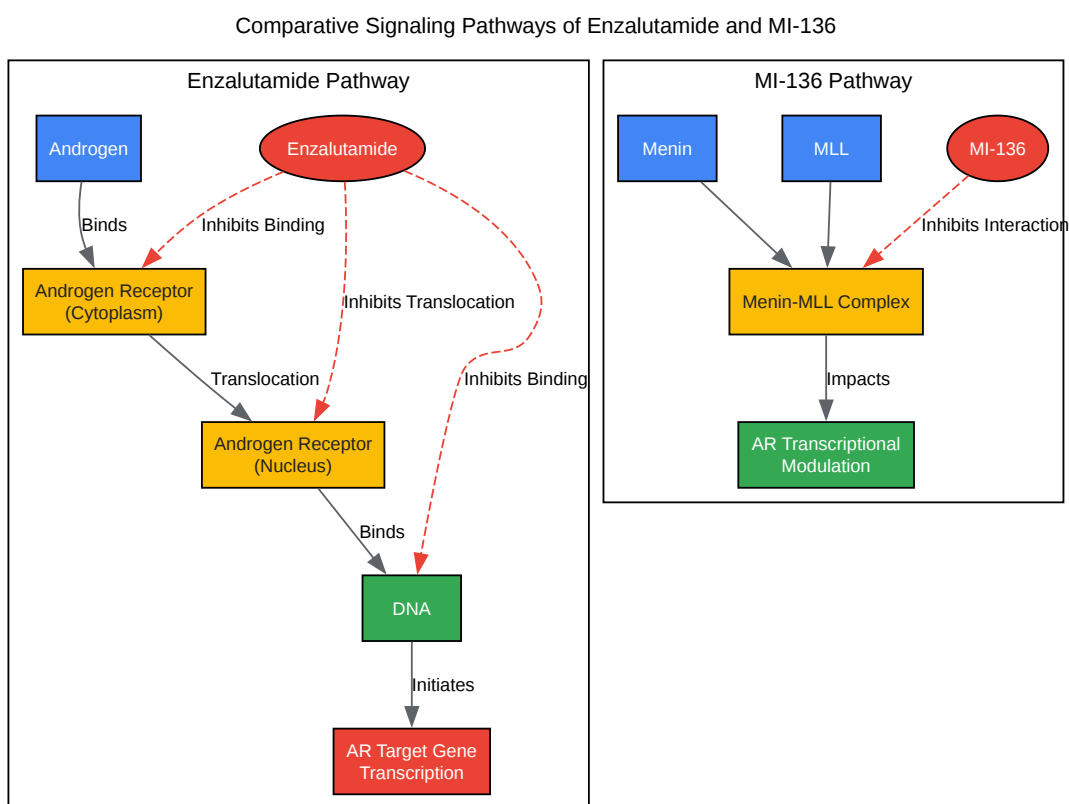 Comparative Signaling Pathways of Enzalutamide and MI-136
Enzalutamide Pathway
Androgen
Enzalutamide
Binds
Inhibits Binding
Androgen Receptor
(Cytoplasm)
Inhibits Translocation
Translocation
Inhibits Binding
Androgen Receptor
(Nucleus)
Binds
DNA
Initiates
AR Target Gene
Transcription
MI-136 Pathway
Menin
MLL
MI-136
Inhibits Interaction
Menin-MLL Complex
Impacts
AR Transcriptional
Modulation